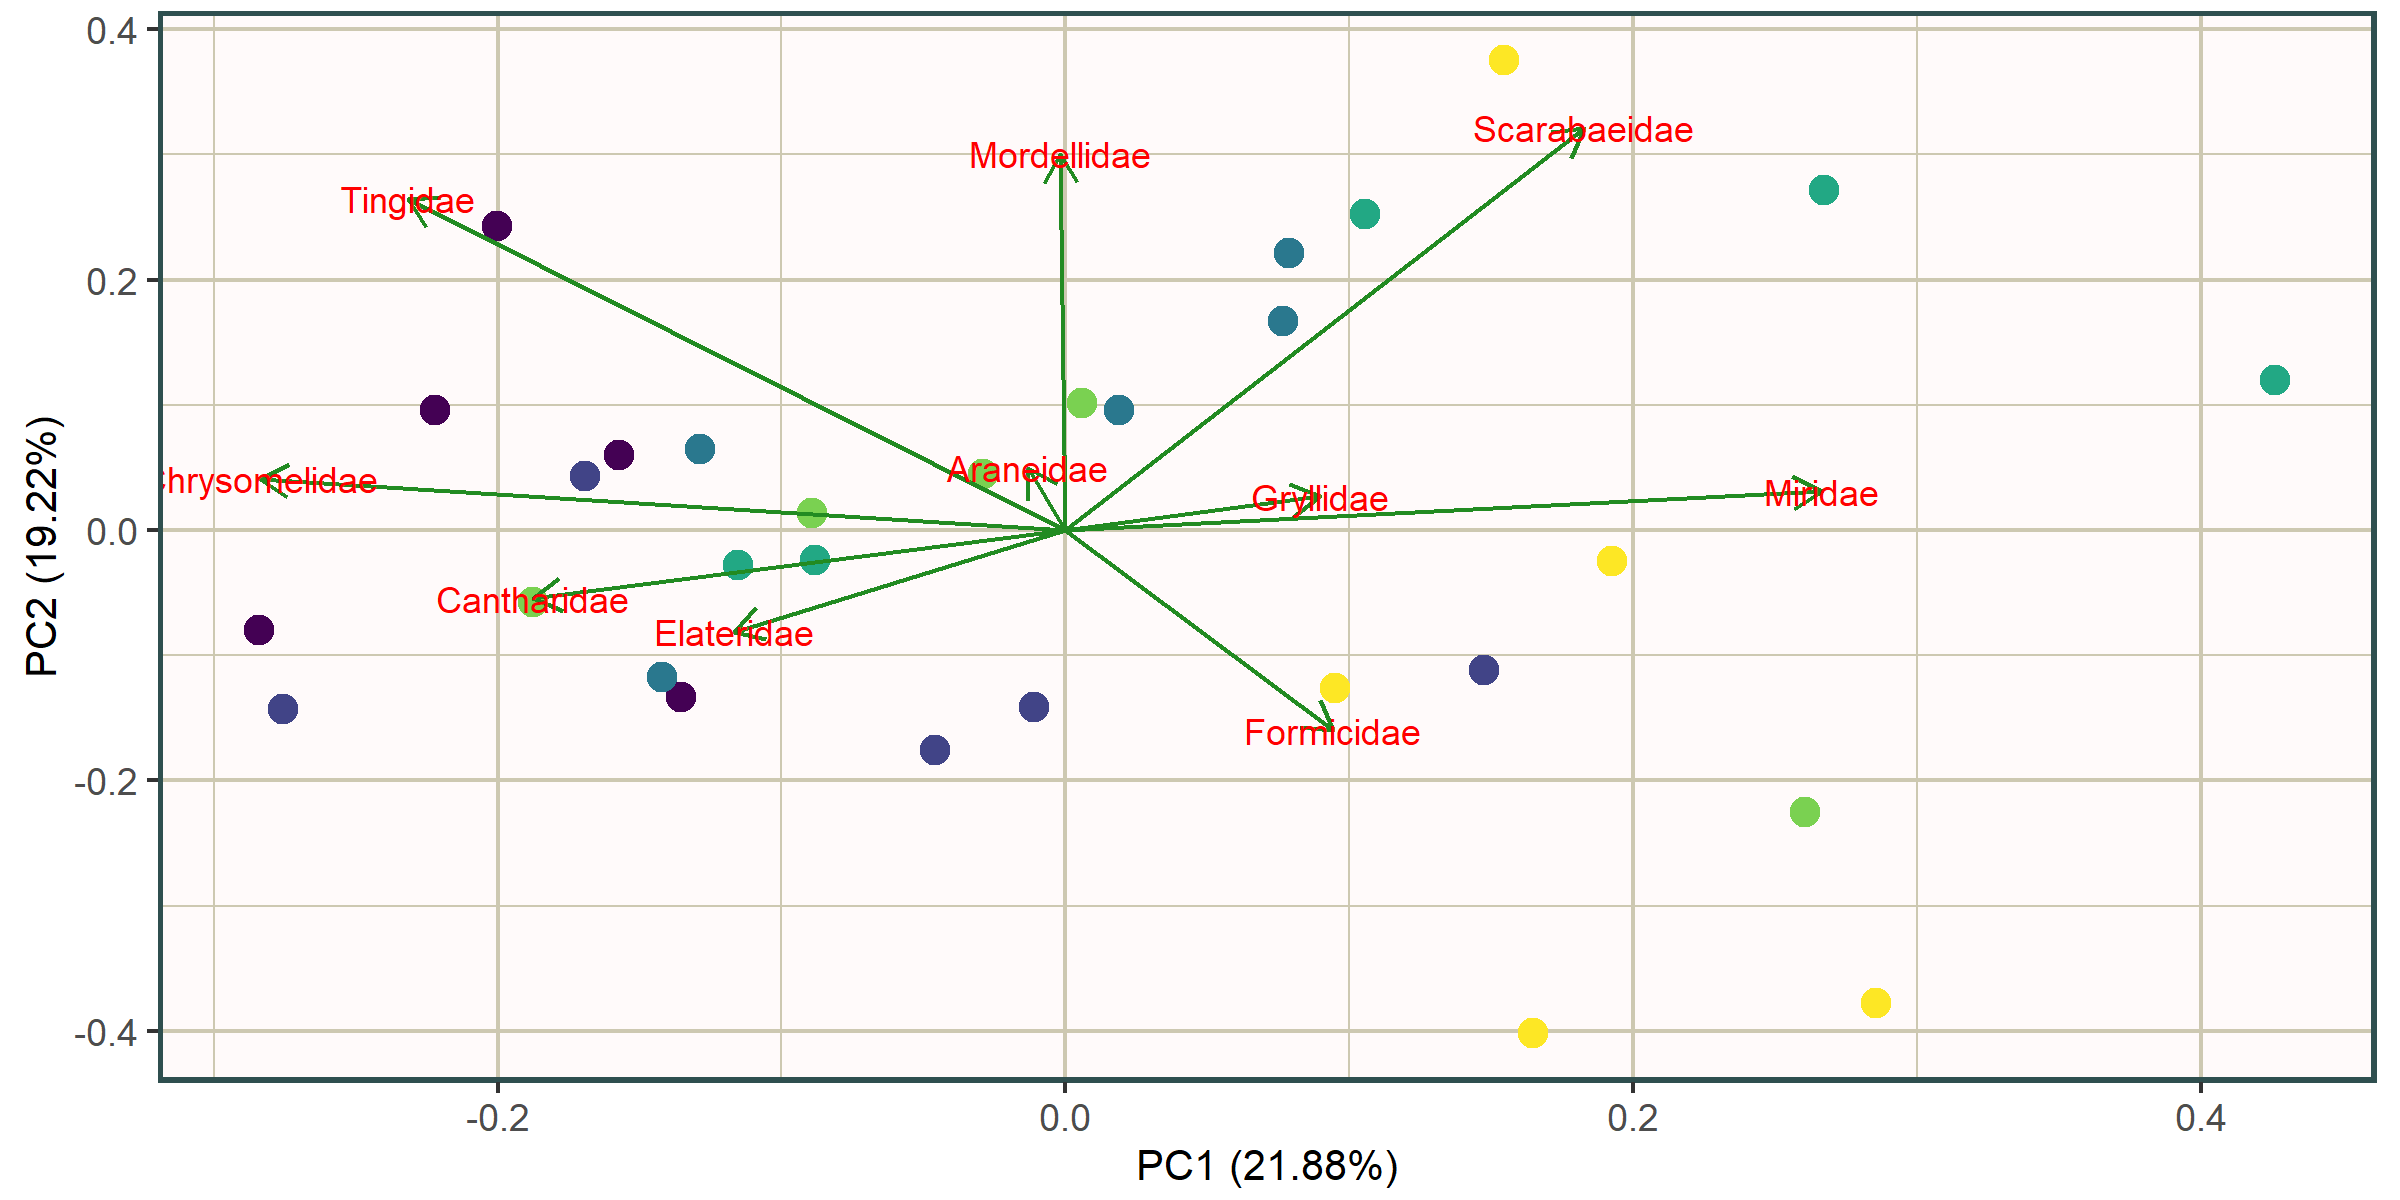 0.4
Scarabaeidae
Mordellidae
Tingidae
0.2
Araneidae
hrysomelidae
Gryllidae
Miridae
0.0
Cantharidae
Elateridae
Formicidae
-0.2
-0.4
PC2 (19.22%)
-0.2
0.0
0.2
0.4
PC1 (21.88%)